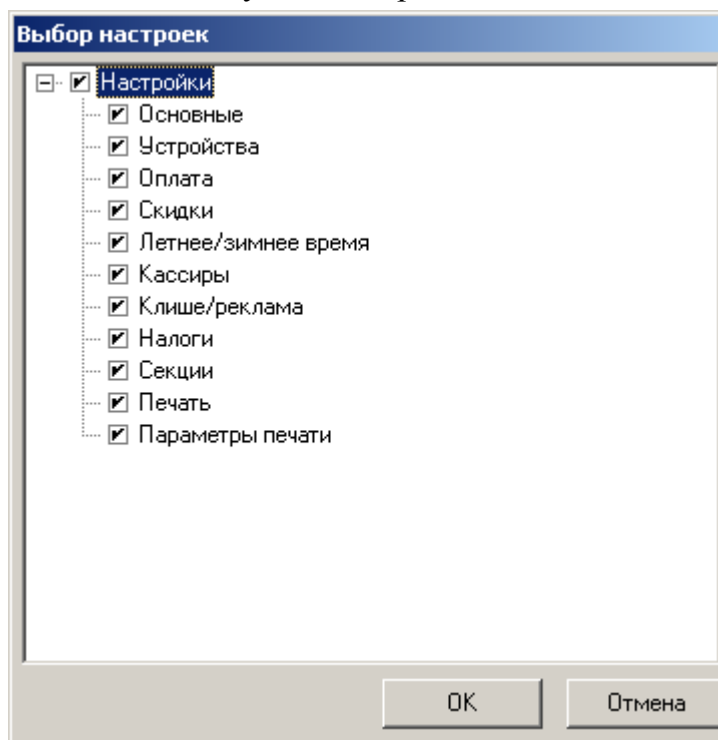 Выбор настроек
Настройки
Основные
Устройства
Оплата
Скидки
Летнее/зимнее время
Кассиры
Клише/реклама
Налоги
Секции
Печать
Параметры печати
OK
Отмена